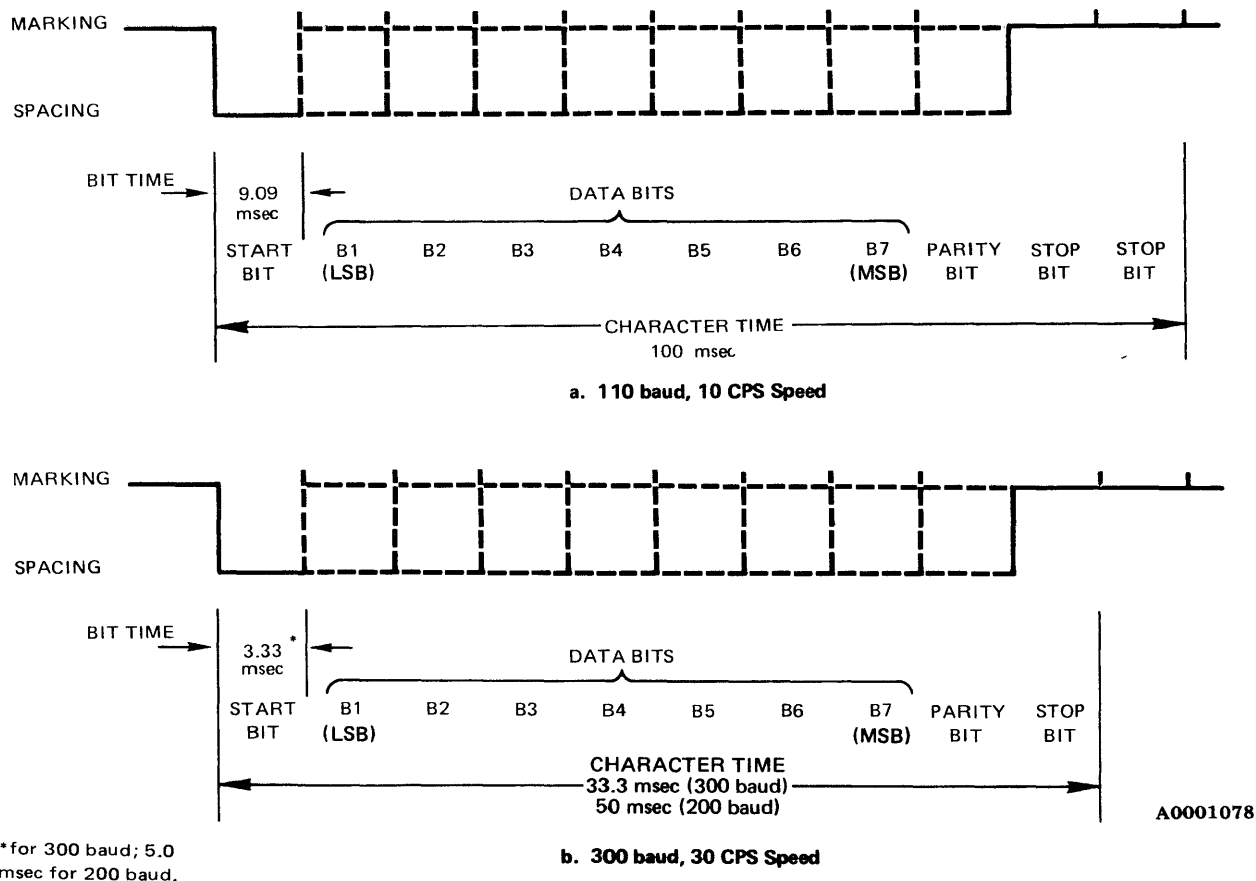 MARKING
SPACING
BIT TIME
9.09
msec
DATA BITS
START BIT
B1 (LSB)
B2
B3
B4
B5
B6
B7 (MSB)
PARITY BIT
STOP BIT
STOP BIT
CHARACTER TIME
100 msec
a. 110 baud, 10 CPS Speed
MARKING
SPACING
BIT TIME
3.33 *
msec
DATA BITS
START BIT
B1 (LSB)
B2
B3
B4
B5
B6
B7 (MSB)
PARITY BIT
STOP BIT
CHARACTER TIME
33.3 msec (300 baud)
50 msec (200 baud)
A0001078
*for 300 baud; 5.0
msec for 200 baud.
b. 300 baud, 30 CPS Speed